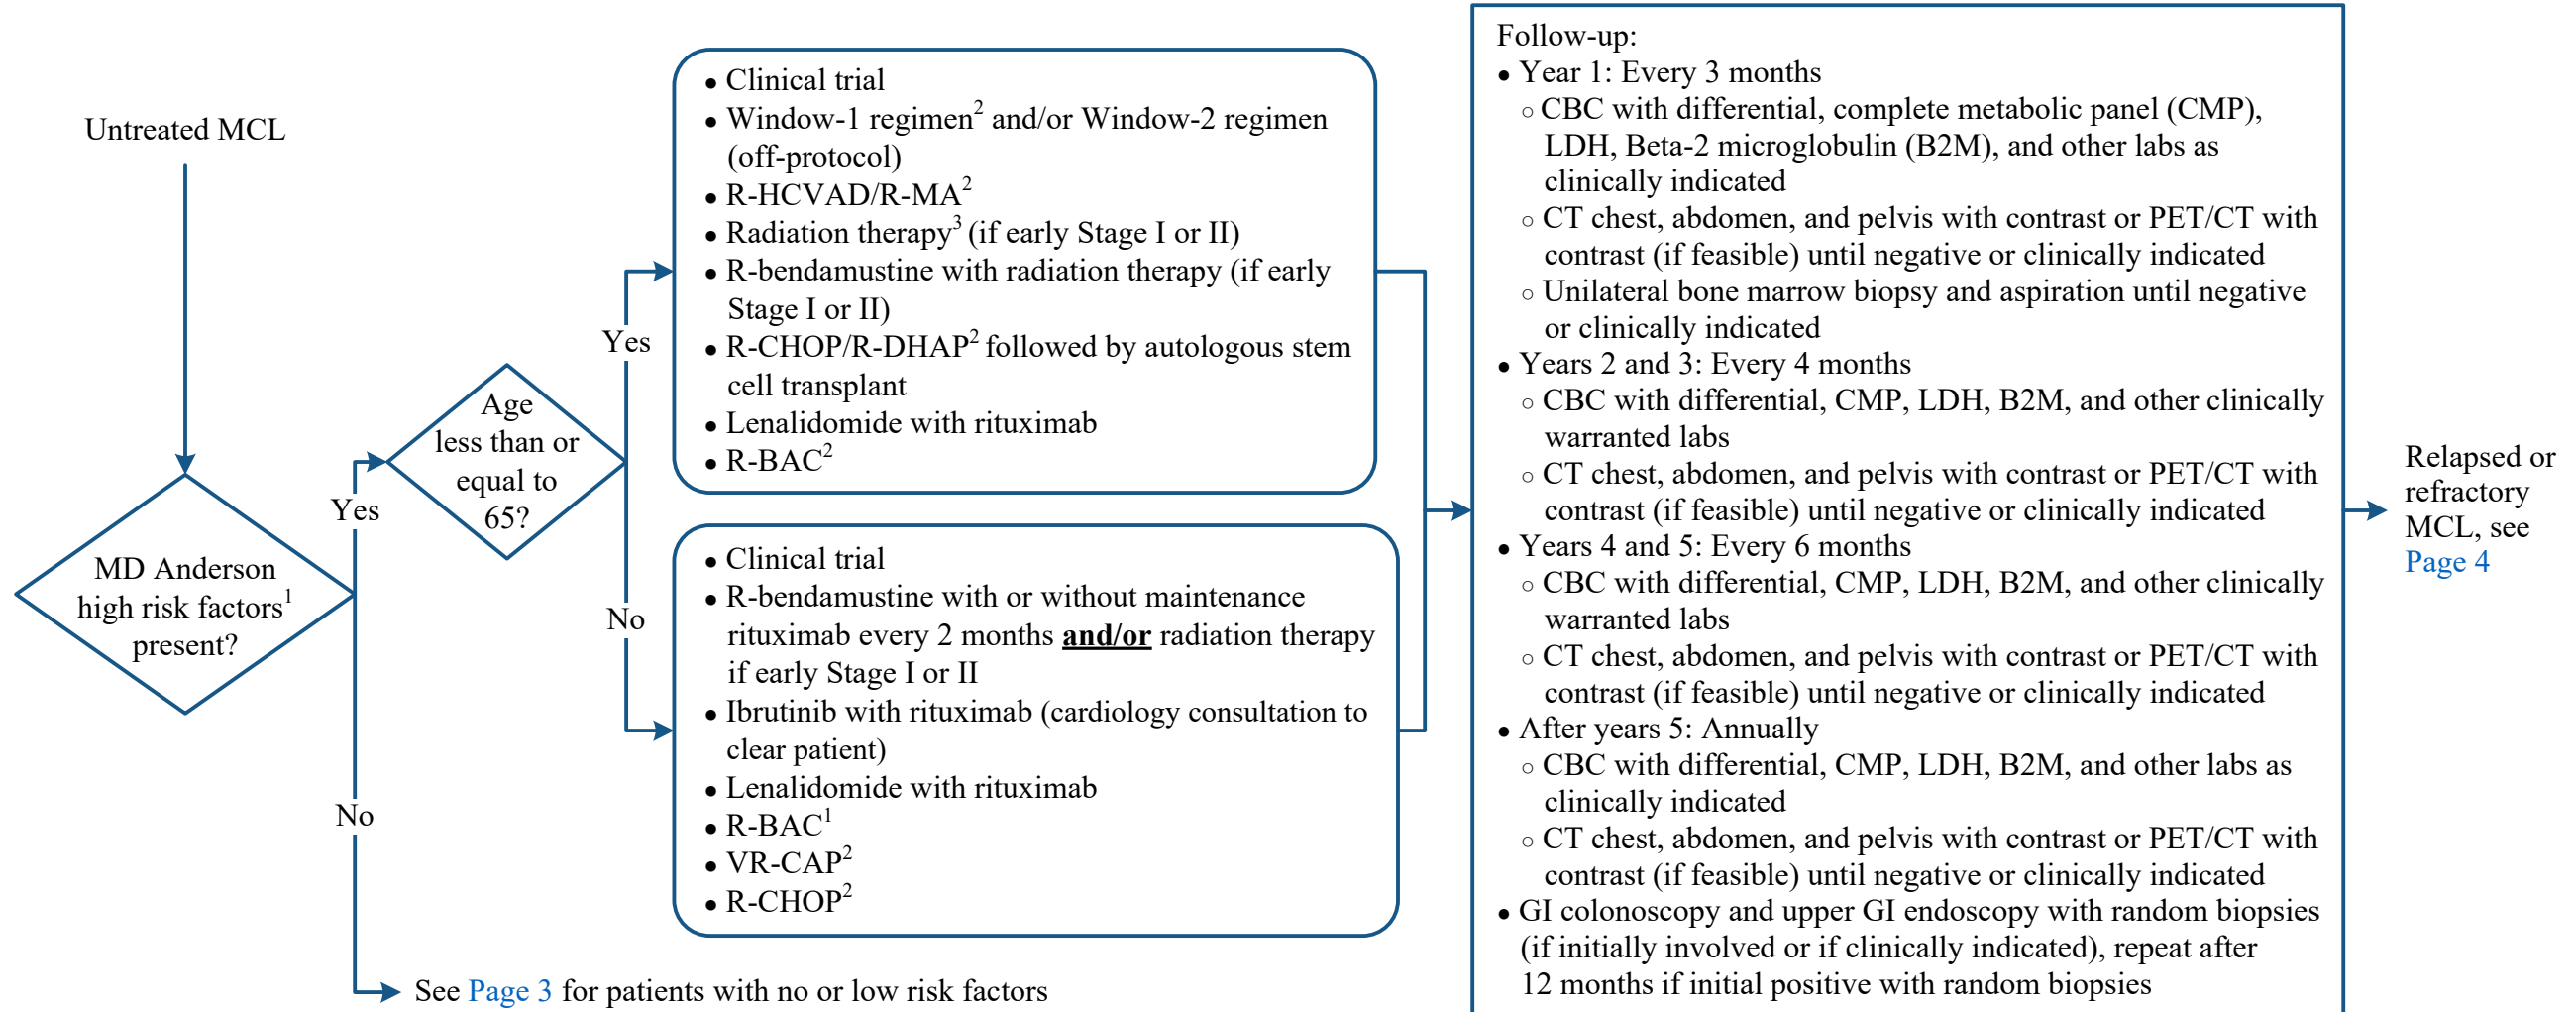 Untreated MCL
MD Anderson
high risk factors1
present?
Yes
No
See Page 3 for patients with no or low risk factors
Age
less than or
equal to
65?
Yes
No
• Clinical trial
• Window-1 regimen2 and/or Window-2 regimen
(off-protocol)
• R-HCVAD/R-MA2
• Radiation therapy3 (if early Stage I or II)
• R-bendamustine with radiation therapy (if early
Stage I or II)
• R-CHOP/R-DHAP2 followed by autologous stem
cell transplant
• Lenalidomide with rituximab
• R-BAC2
• Clinical trial
• R-bendamustine with or without maintenance
rituximab every 2 months and/or radiation therapy
if early Stage I or II
• Ibrutinib with rituximab (cardiology consultation to
clear patient)
• Lenalidomide with rituximab
• R-BAC1
• VR-CAP2
• R-CHOP2
Follow-up:
• Year 1: Every 3 months
○ CBC with differential, complete metabolic panel (CMP),
LDH, Beta-2 microglobulin (B2M), and other labs as
clinically indicated
○ CT chest, abdomen, and pelvis with contrast or PET/CT with
contrast (if feasible) until negative or clinically indicated
○ Unilateral bone marrow biopsy and aspiration until negative
or clinically indicated
• Years 2 and 3: Every 4 months
○ CBC with differential, CMP, LDH, B2M, and other clinically
warranted labs
○ CT chest, abdomen, and pelvis with contrast or PET/CT with
contrast (if feasible) until negative or clinically indicated
• Years 4 and 5: Every 6 months
○ CBC with differential, CMP, LDH, B2M, and other clinically
warranted labs
○ CT chest, abdomen, and pelvis with contrast or PET/CT with
contrast (if feasible) until negative or clinically indicated
• After years 5: Annually
○ CBC with differential, CMP, LDH, B2M, and other labs as
clinically indicated
○ CT chest, abdomen, and pelvis with contrast or PET/CT with
contrast (if feasible) until negative or clinically indicated
• GI colonoscopy and upper GI endoscopy with random biopsies
(if initially involved or if clinically indicated), repeat after
12 months if initial positive with random biopsies
Relapsed or
refractory
MCL, see
Page 4